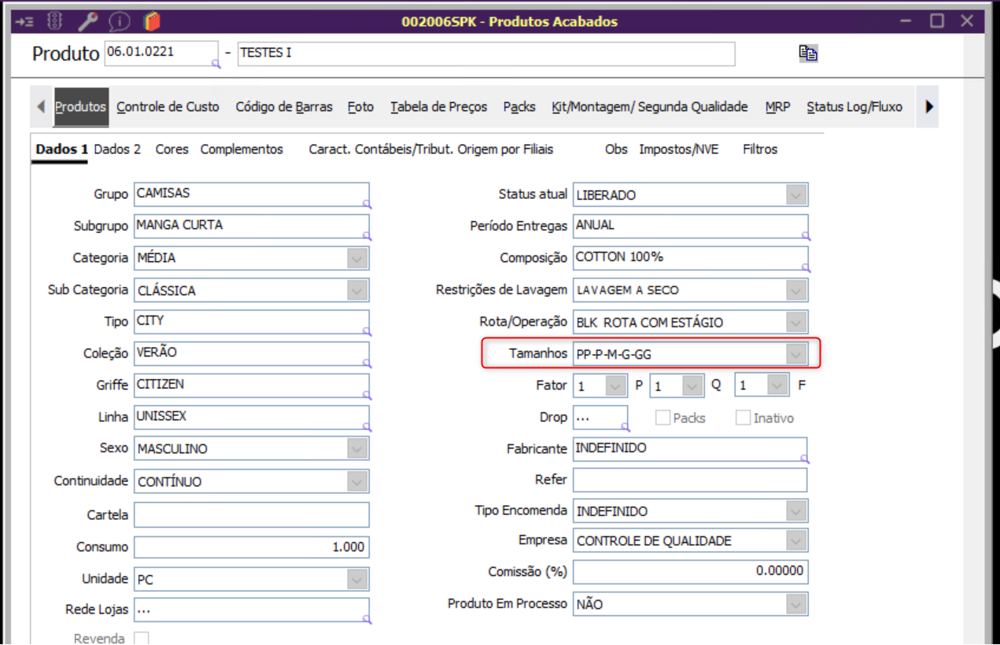 002006SPK - Produtos Acabados
Produto 06.01.0221 - TESTES I
Produtos Controle de Custo Código de Barras Foto Tabela de Preços Packs Kit/Montagem/ Segunda Qualidade MRP Status Log/Fluxo
Dados 1 Dados 2 Cores Complementos Caract. Contábeis/Tribut. Origem por Filiais Obs Impostos/NVE Filtros
Grupo CAMISAS
Subgrupo MANGA CURTA
Categoria MÉDIA
Sub Categoria CLÁSSICA
Tipo CITY
Coleção VERÃO
Griffe CITIZEN
Linha UNISSEX
Sexo MASCULINO
Continuidade CONTÍNUO
Cartela
Consumo 1.000
Unidade PC
Rede Lojas ...
Revenda
Status atual LIBERADO
Período Entregas ANUAL
Composição COTTON 100%
Restrições de Lavagem LAVAGEM A SECO
Rota/Operação BLK ROTA COM ESTÁGIO
Tamanhos PP-P-M-G-GG
Fator 1 P 1 Q 1 F
Drop ... Packs Inativo
Fabricante INDEFINIDO
Refer
Tipo Encomenda INDEFINIDO
Empresa CONTROLE DE QUALIDADE
Comissão (%) 0.00000
Produto Em Processo NÃO